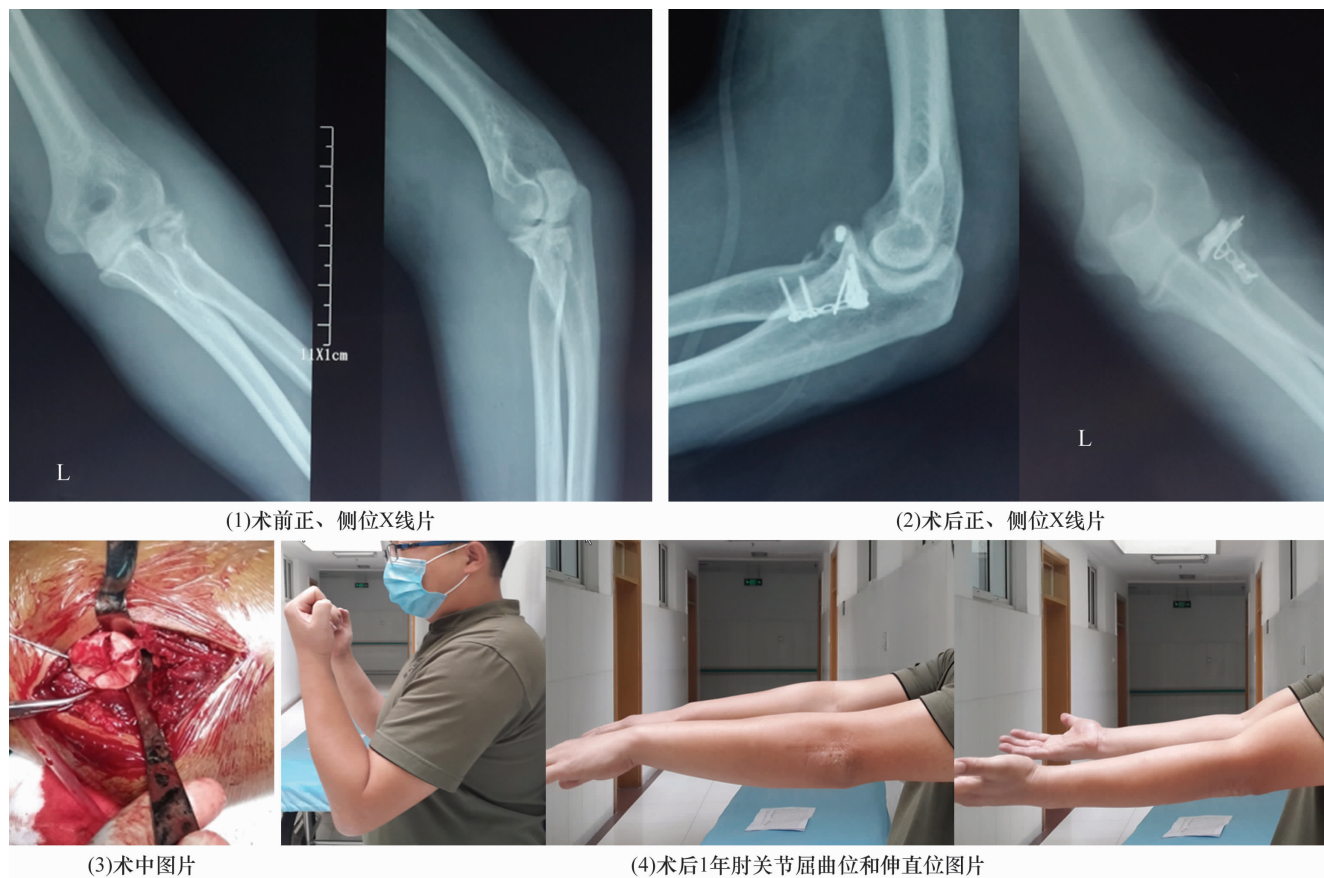 11X1cm
L
L
(1)术前正、侧位X线片
(2)术后正、侧位X线片
(3)术中图片
(4)术后1年肘关节屈曲位和伸直位图片